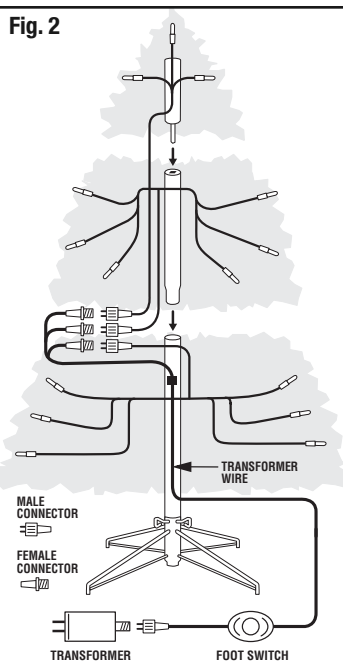 Fig. 2
TRANSFORMER
WIRE
MALE
CONNECTOR
FEMALE
CONNECTOR
TRANSFORMER
FOOT SWITCH